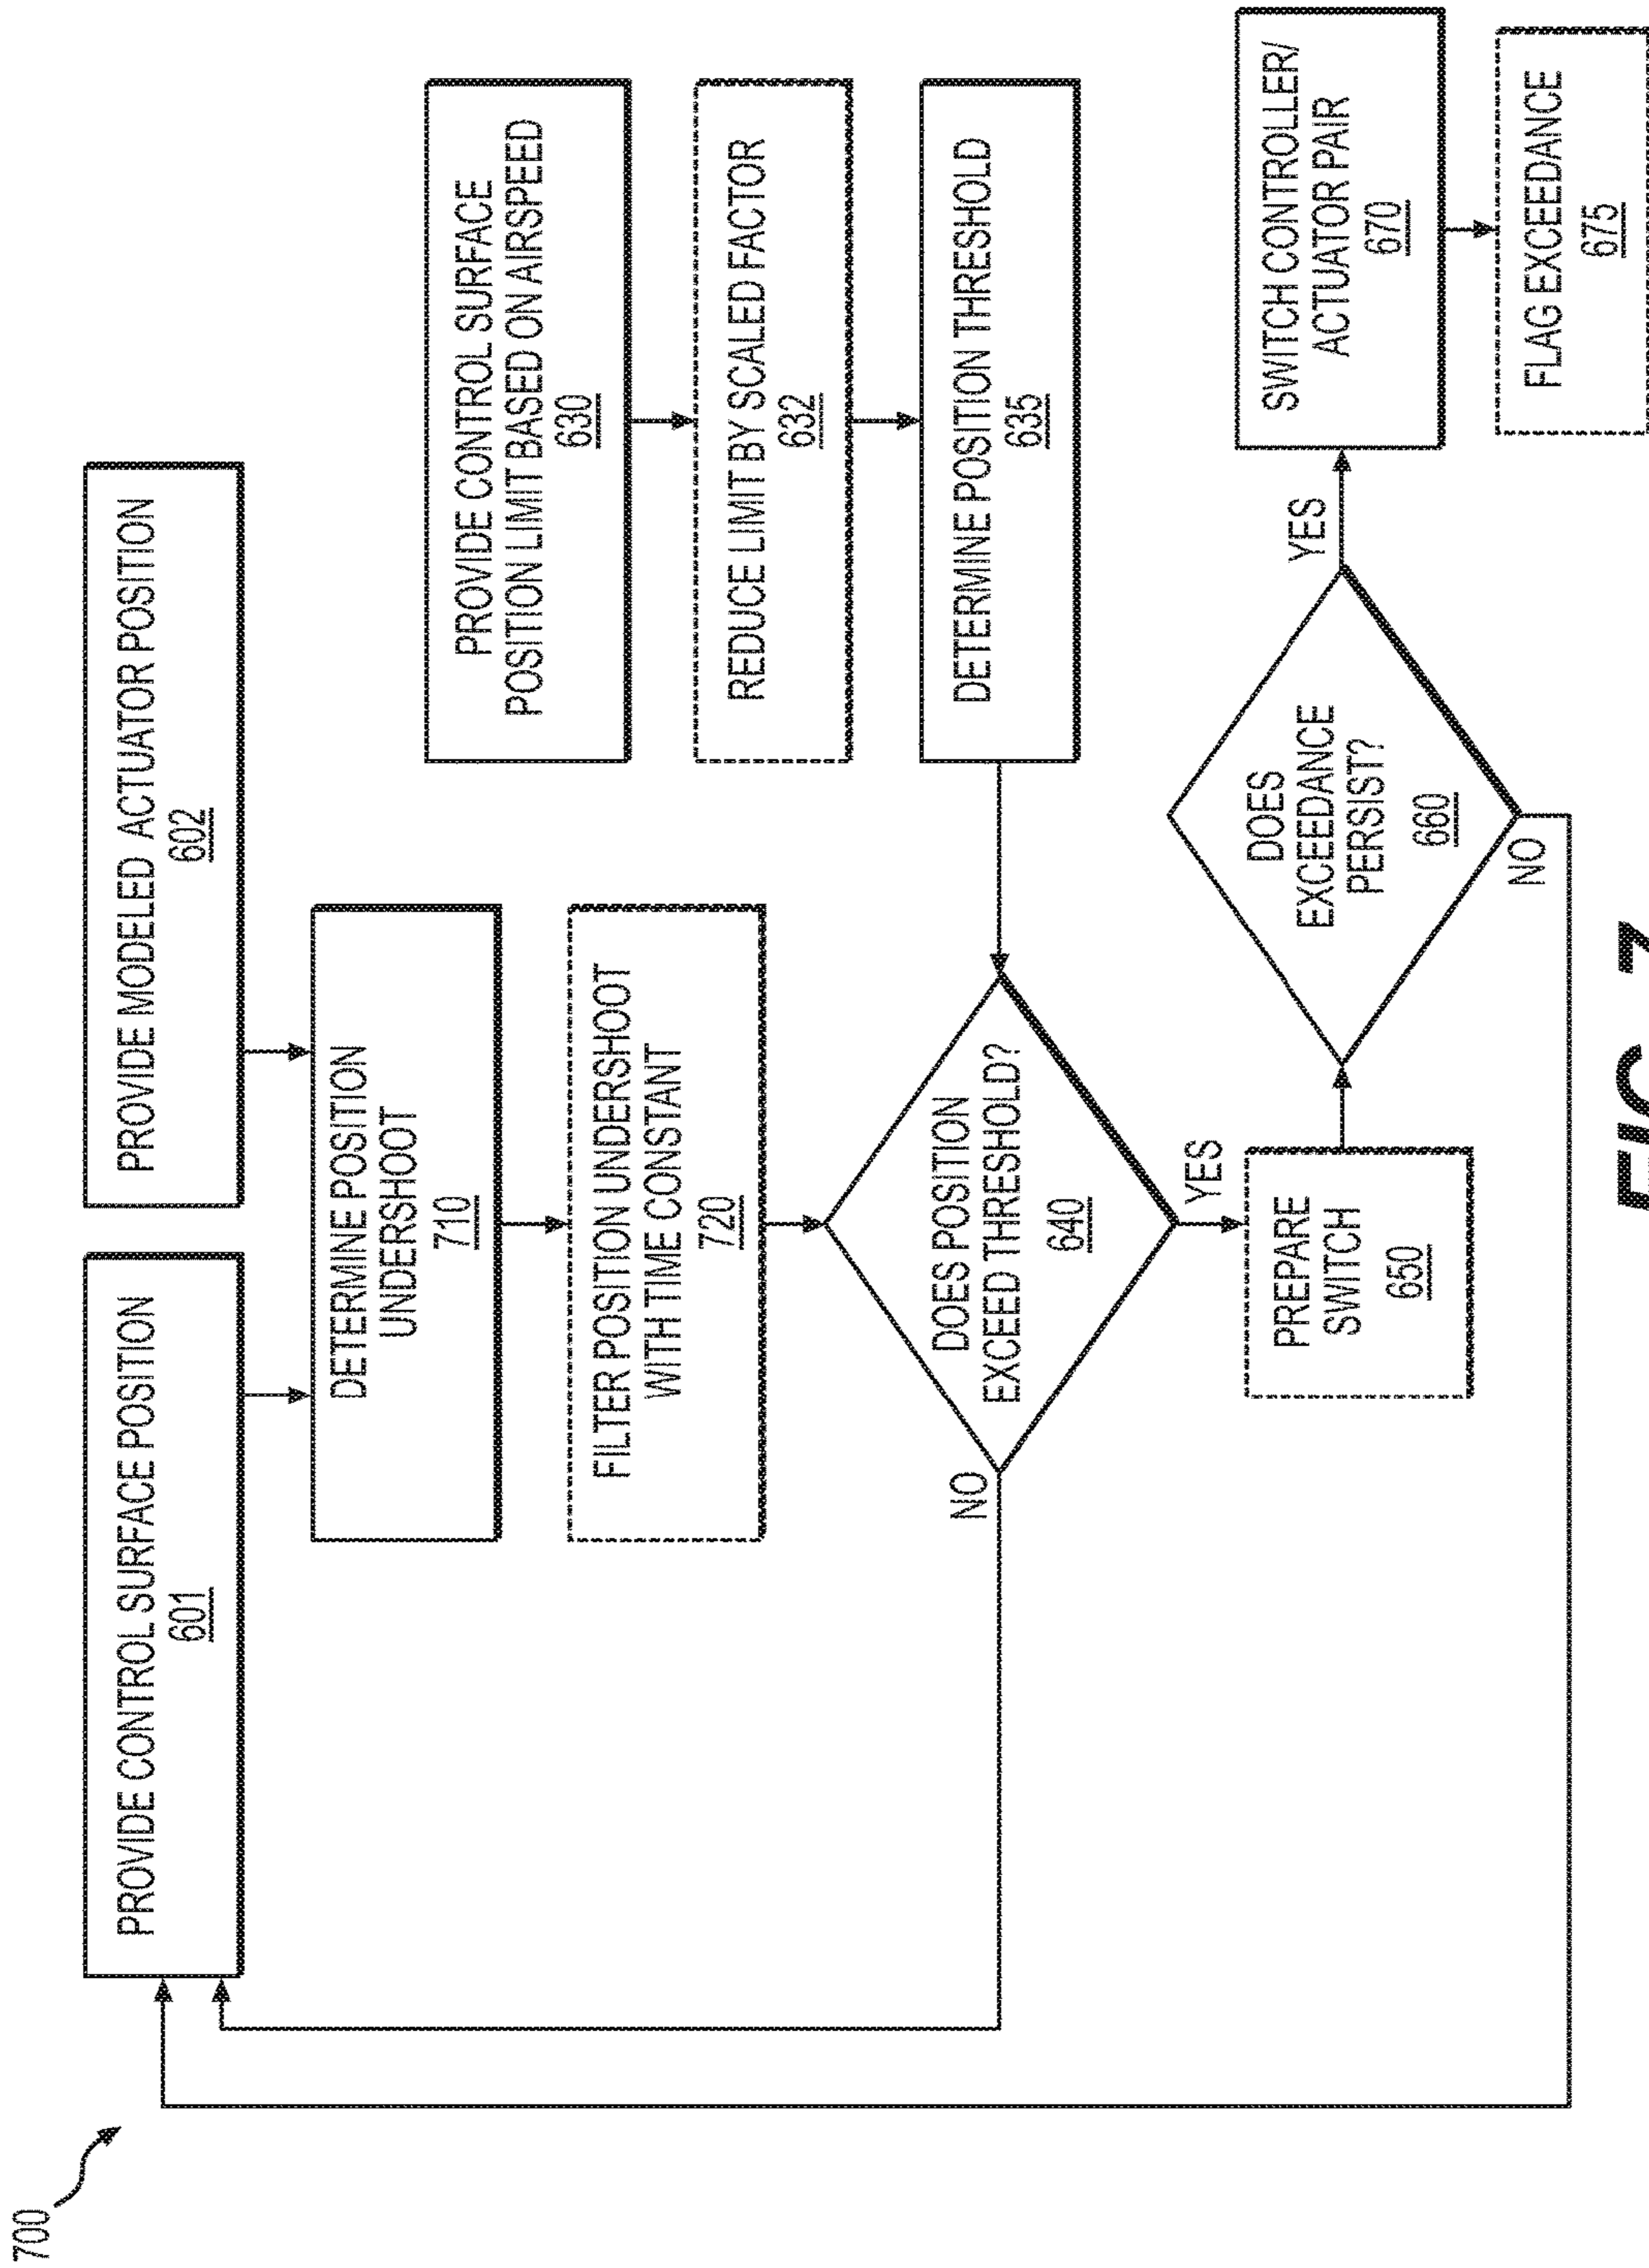 700
PROVIDE CONTROL SURFACE POSITION
601
PROVIDE MODELED ACTUATOR POSITION
602
DETERMINE POSITION
UNDERSHOOT
710
FILTER POSITION UNDERSHOOT
WITH TIME CONSTANT
720
PROVIDE CONTROL SURFACE
POSITION LIMIT BASED ON AIRSPEED
630
REDUCE LIMIT BY SCALED FACTOR
632
DETERMINE POSITION THRESHOLD
635
DOES POSITION
EXCEED THRESHOLD?
640
NO
YES
PREPARE
SWITCH
650
DOES
EXCEEDANCE
PERSIST?
660
NO
YES
SWITCH CONTROLLER/
ACTUATOR PAIR
670
FLAG EXCEEDANCE
675
FIG. 7